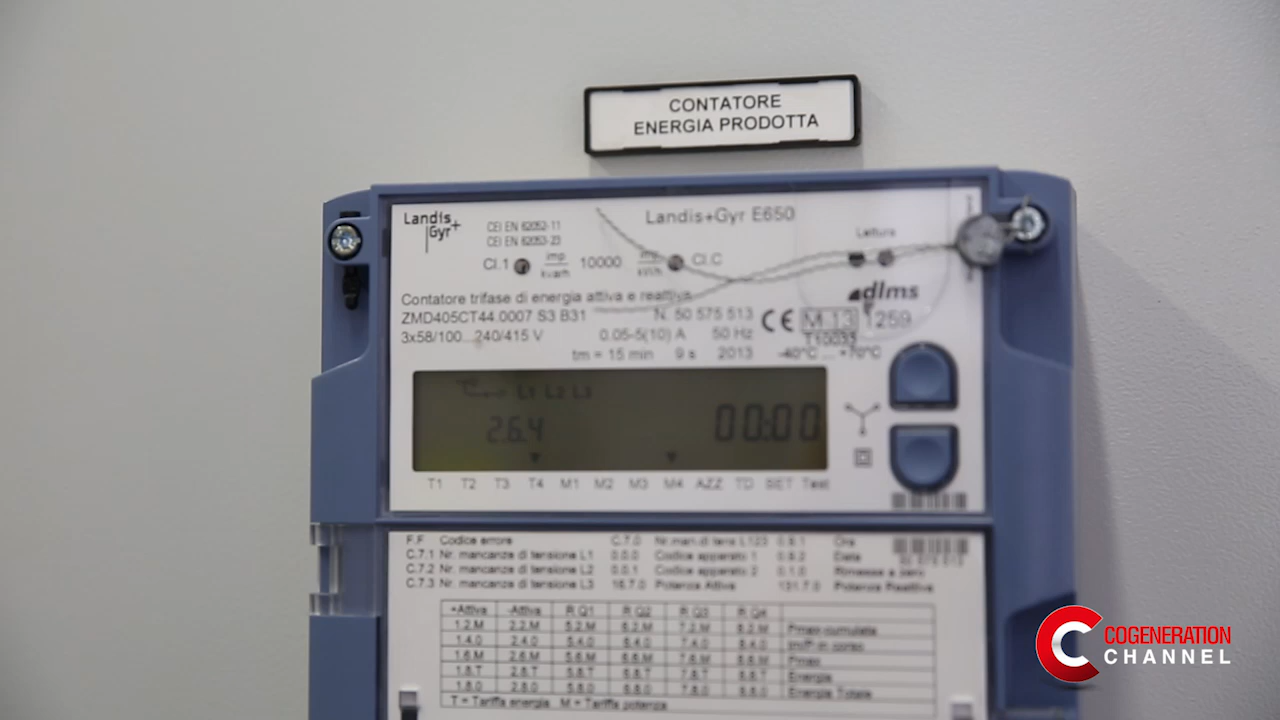 CONTATORE
ENERGIA PRODOTTA
Landis+Gyr+
Landis+Gyr E650
CEI EN 62052-11
CEI EN 62053-23
Lettura
Cl.1 imp kvarh 10000 imp kWh Cl.C
dlms
Contatore trifase di energia attiva e reattiva
ZMD405CT44.0007 S3 B31 N. 50 575 513 CE M 13 1259
T10035
3x58/100...240/415 V 0.05-5(10) A 50 Hz
tm = 15 min 9 s 2013 -40°C ... +70°C
L1 L2 L3
2.6.4 00:00
T1 T2 T3 T4 M1 M2 M3 M4 AZZ TD SET Test
F.F Codice errore C.7.0 Nr.man.di tens L123 0.9.1 Ora
C.7.1 Nr. mancanze di tensione L1 0.0.0 Codice apparato 1 0.9.2 Data
C.7.2 Nr. mancanze di tensione L2 0.0.1 Codice apparato 2 0.1.0 Rimesse a zero
C.7.3 Nr. mancanze di tensione L3 16.7.0 Potenza Attiva 131.7.0 Potenza Reattiva
+Attiva -Attiva R Q1 R Q2 R Q3 R Q4
1.2.M 2.2.M 5.2.M 6.2.M 7.2.M 8.2.M Pmax cumulata
1.4.0 2.4.0 5.4.0 6.4.0 7.4.0 8.4.0 tm/P in corso
1.6.M 2.6.M 5.6.M 6.6.M 7.6.M 8.6.M Pmax
1.8.T 2.8.T 5.8.T 6.8.T 7.8.T 8.8.T Energia
1.8.0 2.8.0 5.8.0 6.8.0 7.8.0 8.8.0 Energia Totale
T = Tariffa energia M = Tariffa potenza
COGENERATION
CHANNEL